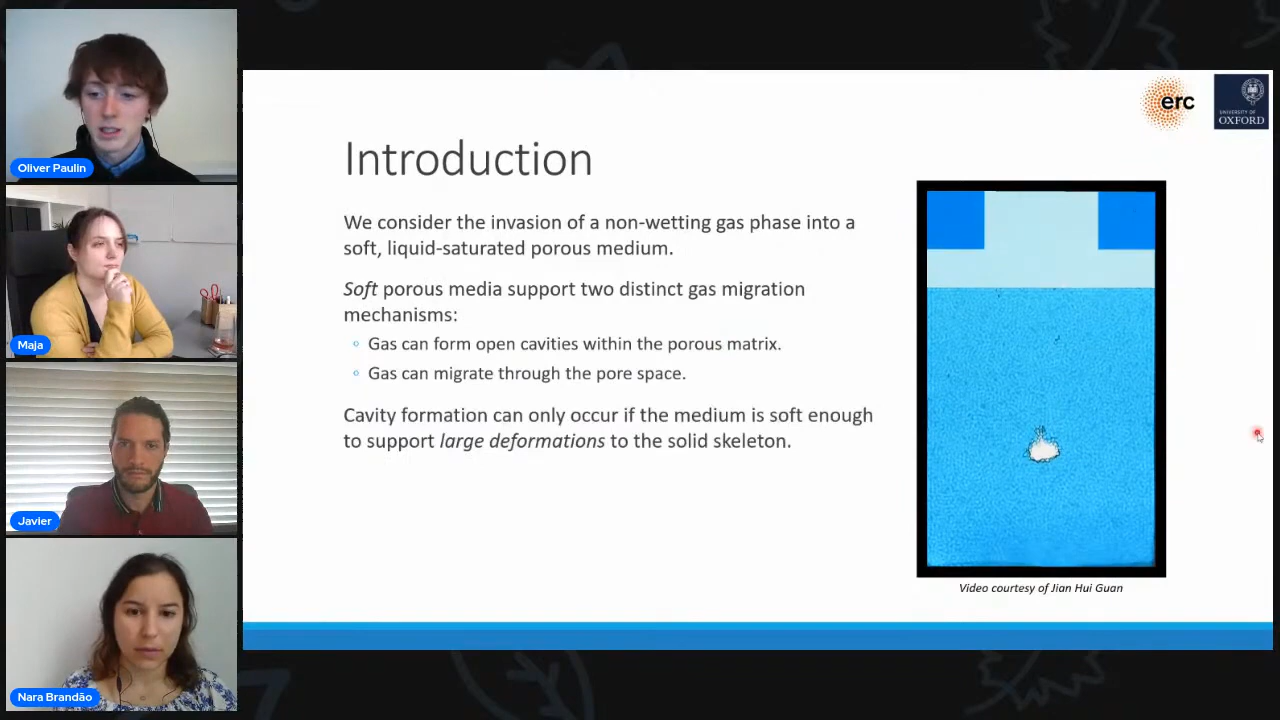 Oliver Paulin
Maja
Javier
Nara Brandão
erc
UNIVERSITY OF
OXFORD
Introduction
We consider the invasion of a non-wetting gas phase into a
soft, liquid-saturated porous medium.
Soft porous media support two distinct gas migration
mechanisms:
Gas can form open cavities within the porous matrix.
Gas can migrate through the pore space.
Cavity formation can only occur if the medium is soft enough
to support large deformations to the solid skeleton.
Video courtesy of Jian Hui Guan